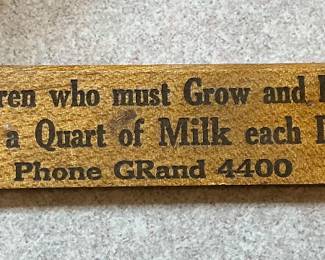 ren who must Grow and
a Quart of Milk each
Phone GRand 4400